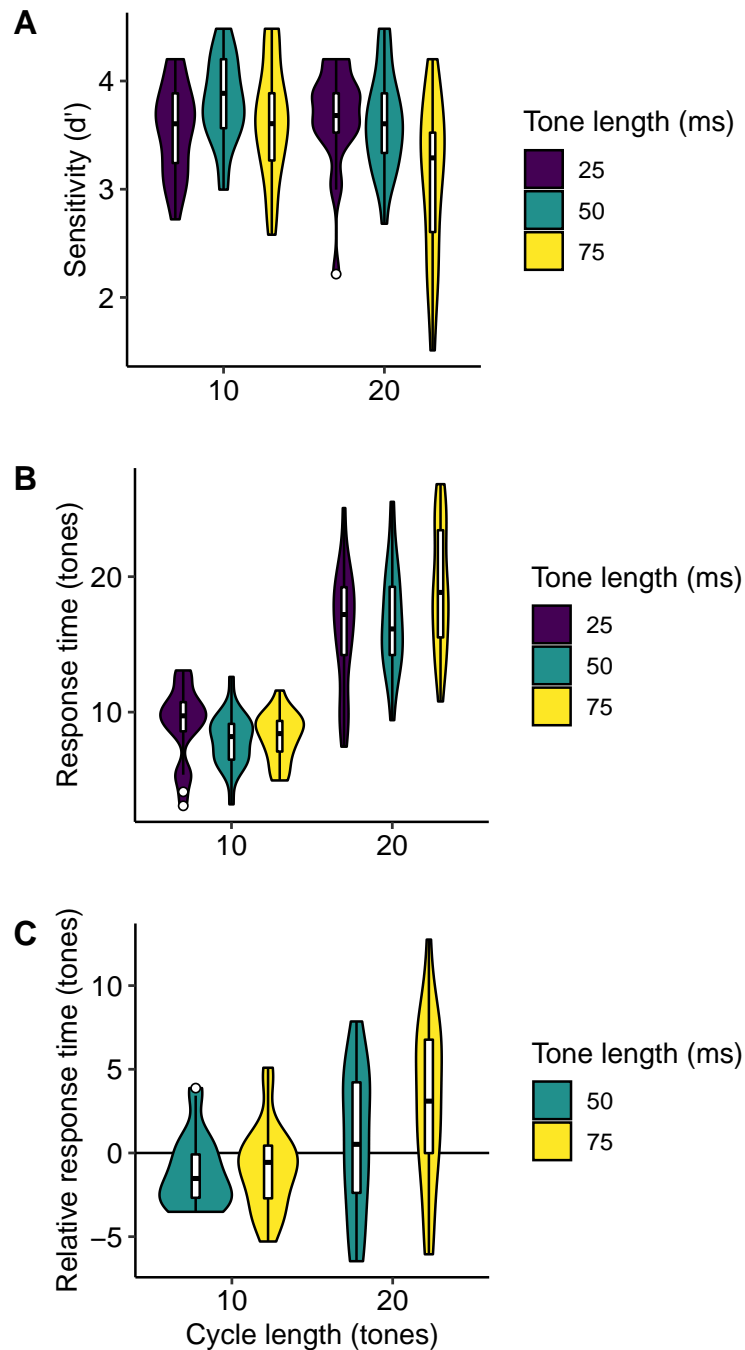 A
Sensitivity (d')
4
3
2
10
20
Tone length (ms)
25
50
75
B
Response time (tones)
20
10
10
20
Tone length (ms)
25
50
75
C
Relative response time (tones)
10
5
0
−5
10
20
Cycle length (tones)
Tone length (ms)
50
75